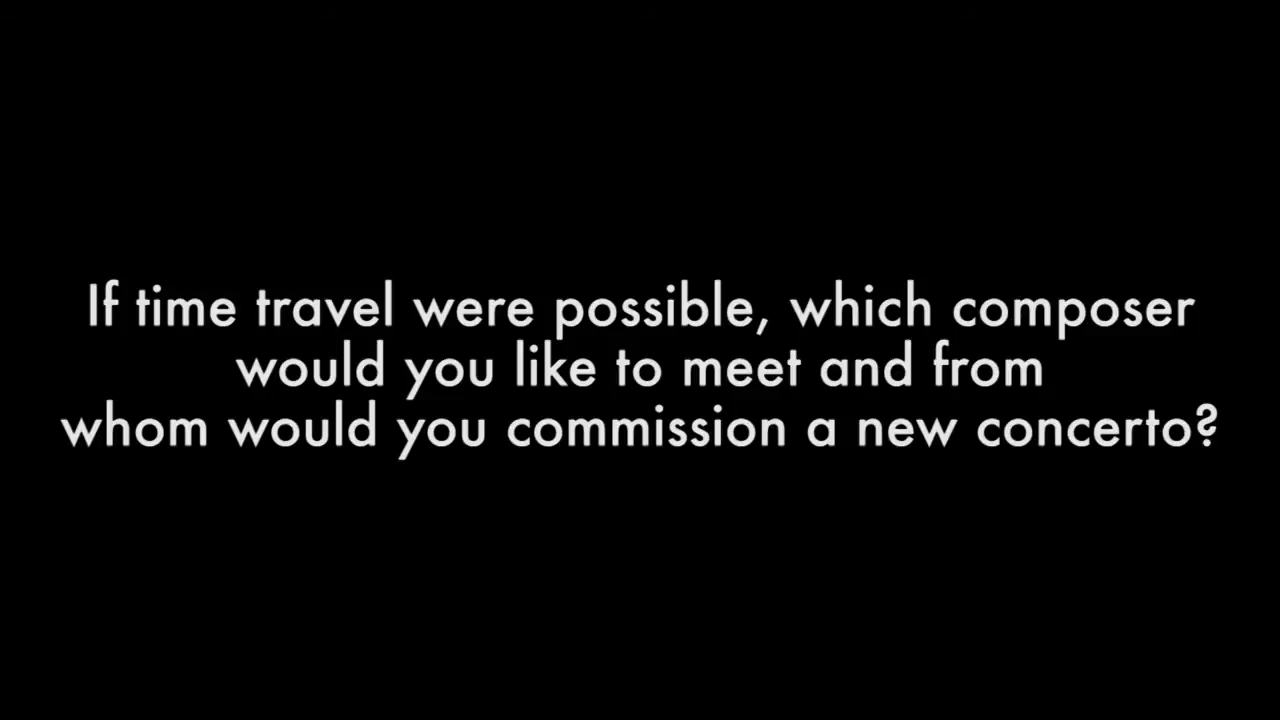 If time travel were possible, which composer
would you like to meet and from
whom would you commission a new concerto?